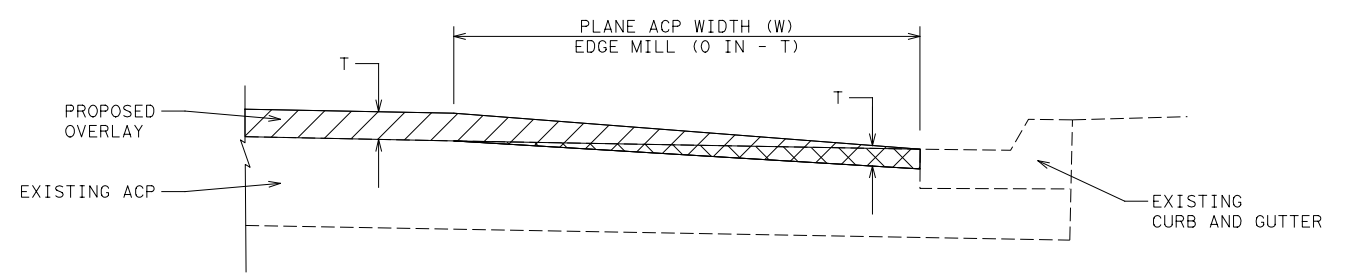 PLANE ACP WIDTH (W)
EDGE MILL (0 IN - T)
T
T
PROPOSED
OVERLAY
EXISTING ACP
EXISTING
CURB AND GUTTER